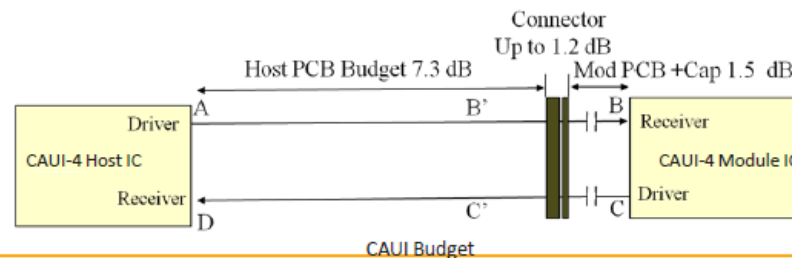 Connector
Up to 1.2 dB
Host PCB Budget 7.3 dB
Mod PCB +Cap 1.5 dB
A
B'
B
Driver
Receiver
CAUI-4 Host IC
CAUI-4 Module IC
Receiver
Driver
D
C'
C
CAUI Budget